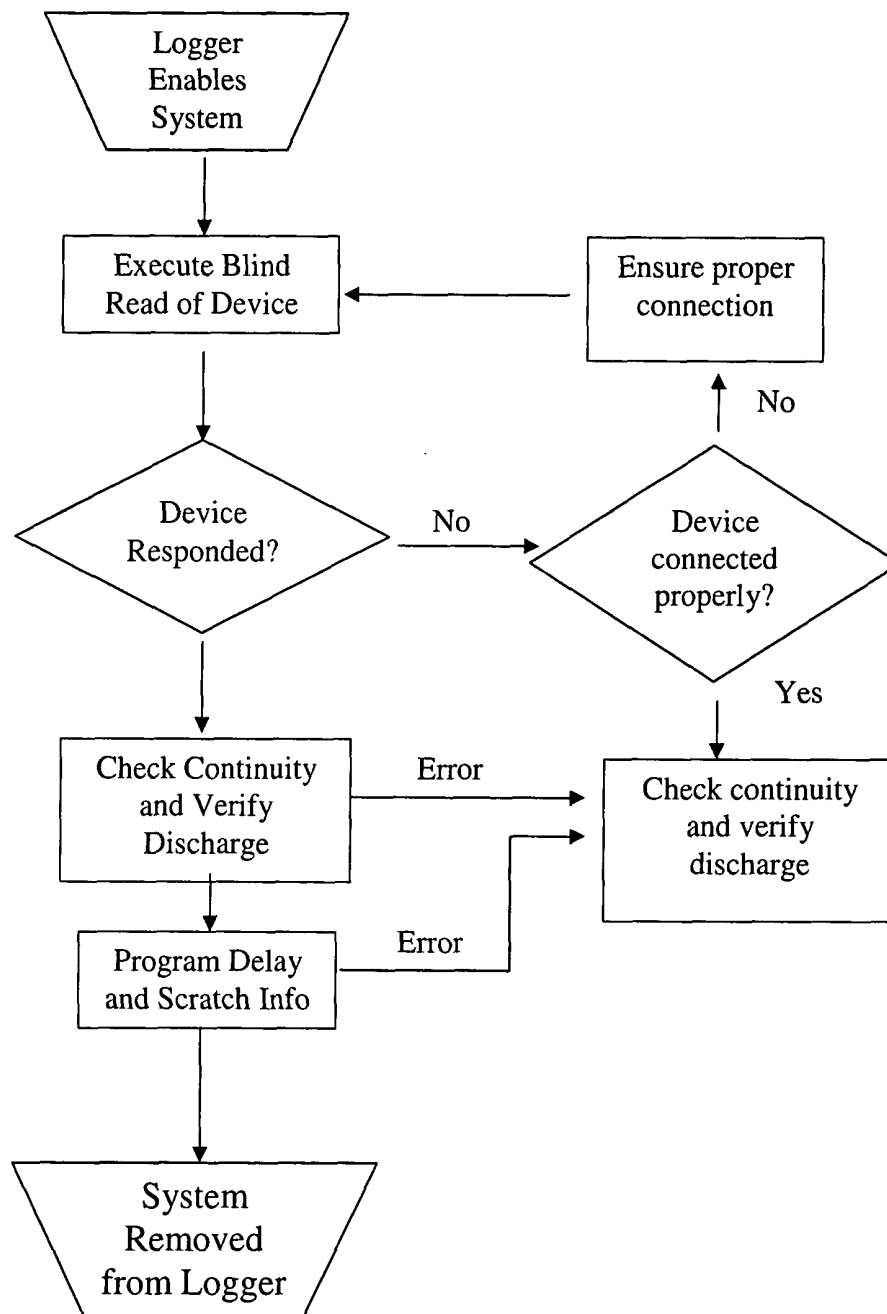 Logger
Enables
System
Execute Blind
Read of Device
Ensure proper
connection
No
Device
Responded?
No
Device
connected
properly?
Yes
Check Continuity
and Verify
Discharge
Error
Check continuity
and verify
discharge
Program Delay
and Scratch Info
Error
System
Removed
from Logger